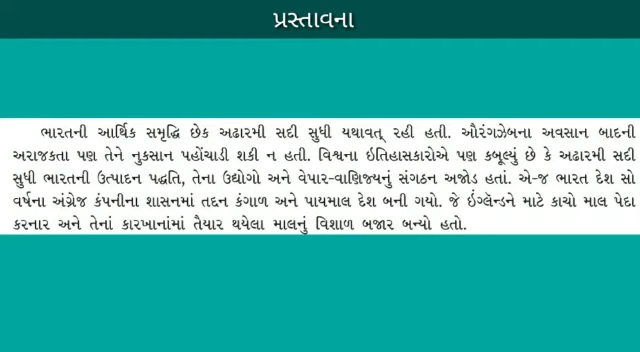 પ્રસ્તાવના
ભારતની આર્થિક સમૃદ્ધિ છેક અઢારમી સદી સુધી યથાવત્ રહી હતી. ઔરંગઝેબના અવસાન બાદની
અરાજકતા પણ તેને નુકસાન પહોંચાડી શકી ન હતી. વિશ્વના ઇતિહાસકારોએ પણ કબૂલ્યું છે કે અઢારમી સદી
સુધી ભારતની ઉત્પાદન પદ્ધતિ, તેના ઉદ્યોગો અને વેપાર-વાણિજ્યનું સંગઠન અજોડ હતાં. એ-જ ભારત દેશ સો
વર્ષના અંગ્રેજ કંપનીના શાસનમાં તદ્દન કંગાળ અને પાયમાલ દેશ બની ગયો. જે ઇંગ્લૅન્ડને માટે કાચો માલ પેદા
કરનાર અને તેનાં કારખાનાંમાં તૈયાર થયેલા માલનું વિશાળ બજાર બન્યો હતો.